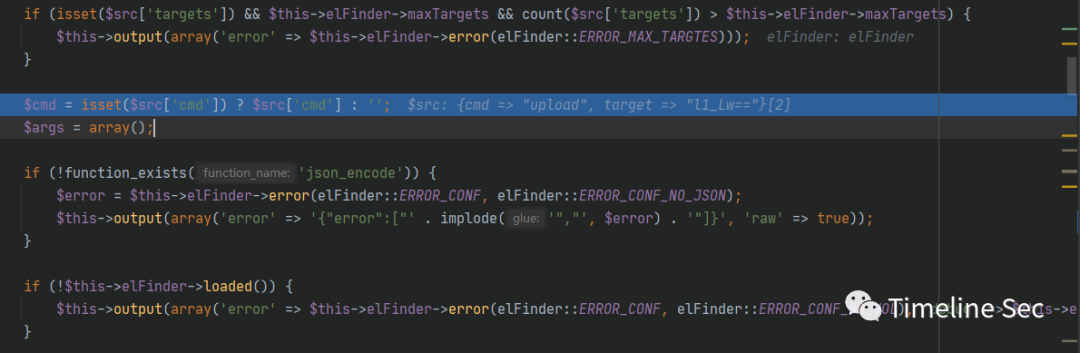 if (isset($src['targets']) && $this->elFinder->maxTargets && count($src['targets']) > $this->elFinder->maxTargets) {
$this->output(array('error' => $this->elFinder->error(elFinder::ERROR_MAX_TARGTES))); elFinder: elFinder
}
$cmd = isset($src['cmd']) ? $src['cmd'] : ''; $src: {cmd => "upload", target => "l1_Lw=="}[2]
$args = array();
if (!function_exists( function_name: 'json_encode')) {
$error = $this->elFinder->error(elFinder::ERROR_CONF, elFinder::ERROR_CONF_NO_JSON);
$this->output(array('error' => '{"error":["' . implode( glue: '","', $error) . '"]}', 'raw' => true));
}
if (!$this->elFinder->loaded()) {
$this->output(array('error' => $this->elFinder->error(elFinder::ERROR_CONF, elFinder::ERROR_CONF_ $this->e
}
Timeline Sec